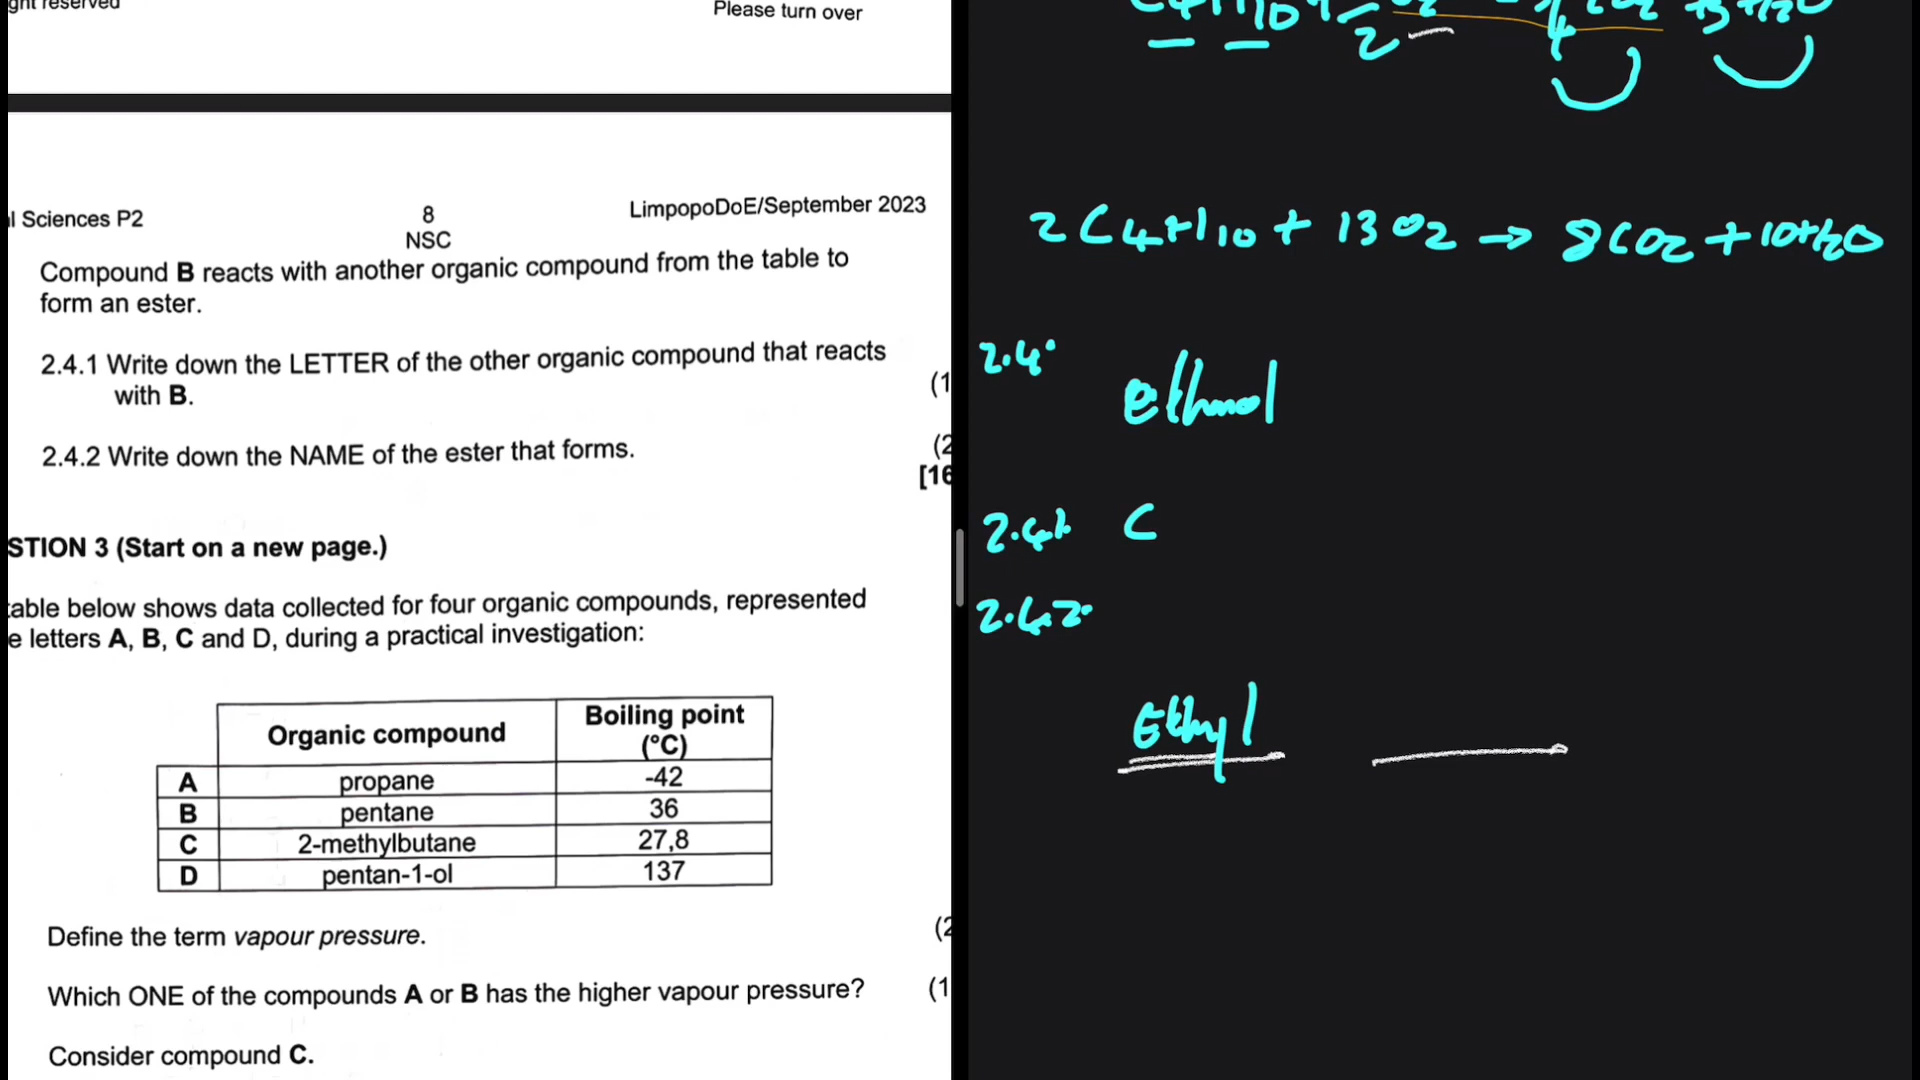 ght reserved
Please turn over
l Sciences P2
8
NSC
LimpopoDoE/September 2023
Compound B reacts with another organic compound from the table to
form an ester.
2.4.1 Write down the LETTER of the other organic compound that reacts
with B.
(1
2.4.2 Write down the NAME of the ester that forms.
(2
[16
STION 3 (Start on a new page.)
able below shows data collected for four organic compounds, represented
e letters A, B, C and D, during a practical investigation:
Organic compound Boiling point
(°C)
A propane -42
B pentane 36
C 2-methylbutane 27,8
D pentan-1-ol 137
Define the term vapour pressure.
(2
Which ONE of the compounds A or B has the higher vapour pressure?
(1
Consider compound C.
2C4H10 + 13O2 → 8CO2 + 10H2O
2.4.
ethanol
2.4.1. C
2.4.2.
Ethyl